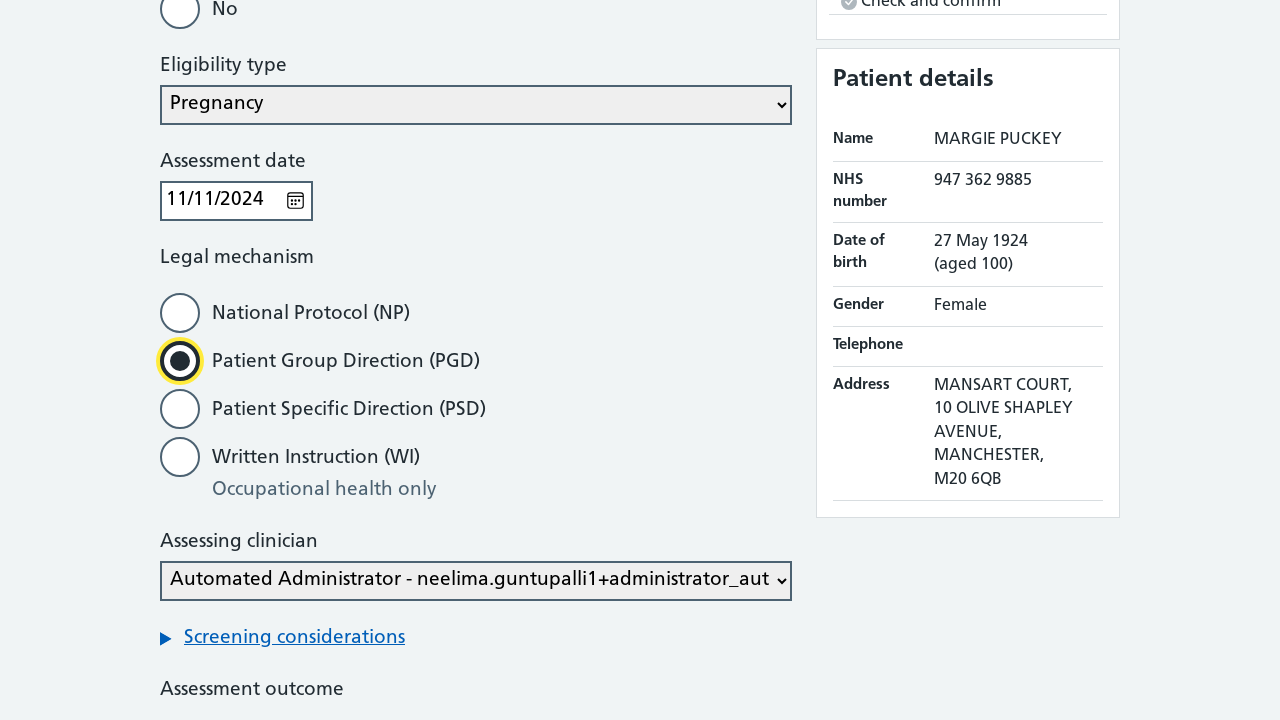 No
Eligibility type
Pregnancy
Assessment date
11/11/2024
Legal mechanism
National Protocol (NP)
Patient Group Direction (PGD)
Patient Specific Direction (PSD)
Written Instruction (WI)
Occupational health only
Assessing clinician
Automated Administrator - neelima.guntupalli1+administrator_aut
Screening considerations
Assessment outcome
Check and confirm
Patient details
Name MARGIE PUCKEY
NHS number 947 362 9885
Date of birth 27 May 1924
(aged 100)
Gender Female
Telephone
Address MANSART COURT,
10 OLIVE SHAPLEY
AVENUE,
MANCHESTER,
M20 6QB